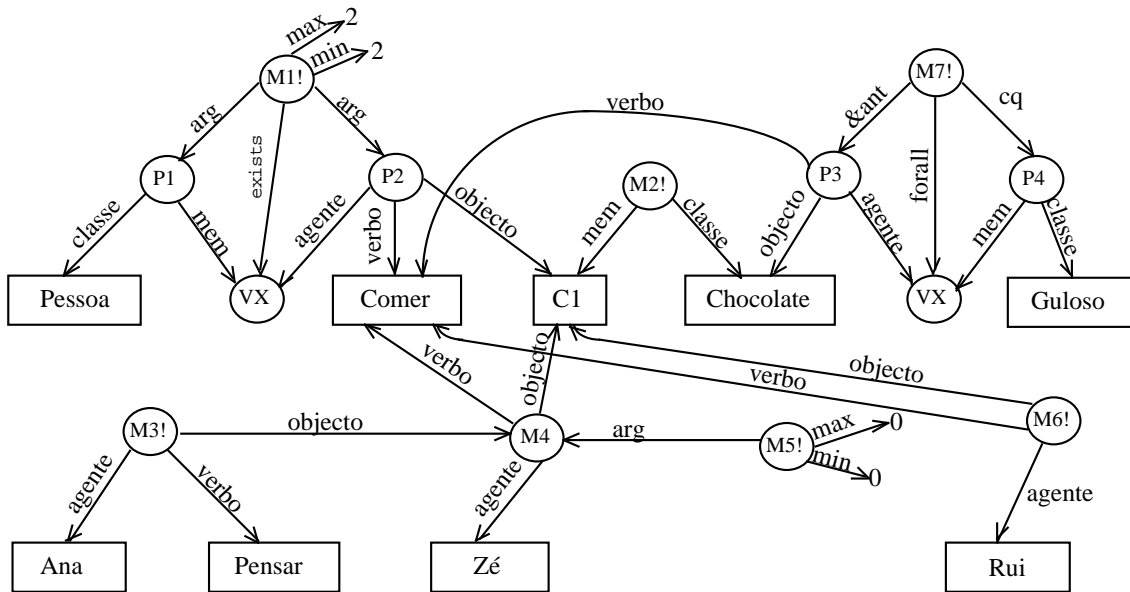 max 2
min 2
M1! M7!
arg arg verbo &ant cq
exists forall
P1 P2 M2! P3 P4
classe mem agente verbo objecto mem classe objecto agente mem classe
Pessoa VX Comer C1 Chocolate VX Guloso
verbo objecto verbo objecto
M3! objecto M4 arg M5! max 0 M6!
min 0
agente verbo agente agente
Ana Pensar Zé Rui